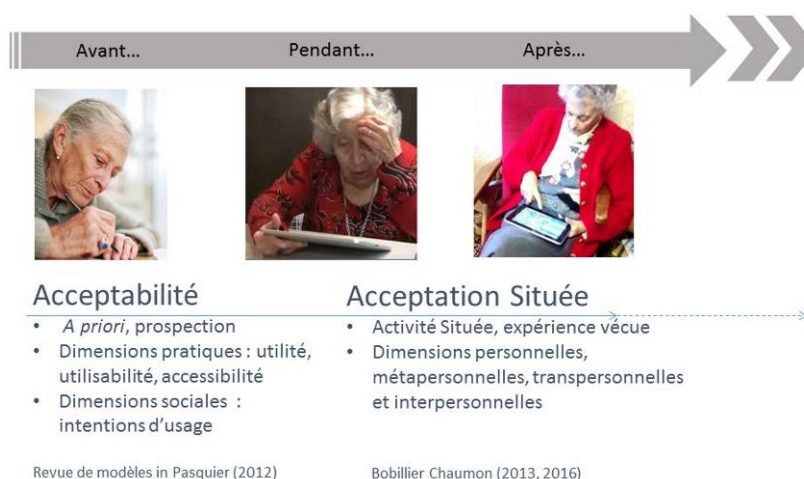 Avant...
Pendant...
Après...
Acceptabilité
• A priori, prospection
• Dimensions pratiques : utilité,
utilisabilité, accessibilité
• Dimensions sociales :
intentions d'usage
Revue de modèles in Pasquier (2012)
Acceptation Située
• Activité Située, expérience vécue
• Dimensions personnelles,
métapersonnelles, transpersonnelles
et interpersonnelles
Bobillier Chaumon (2013, 2016)